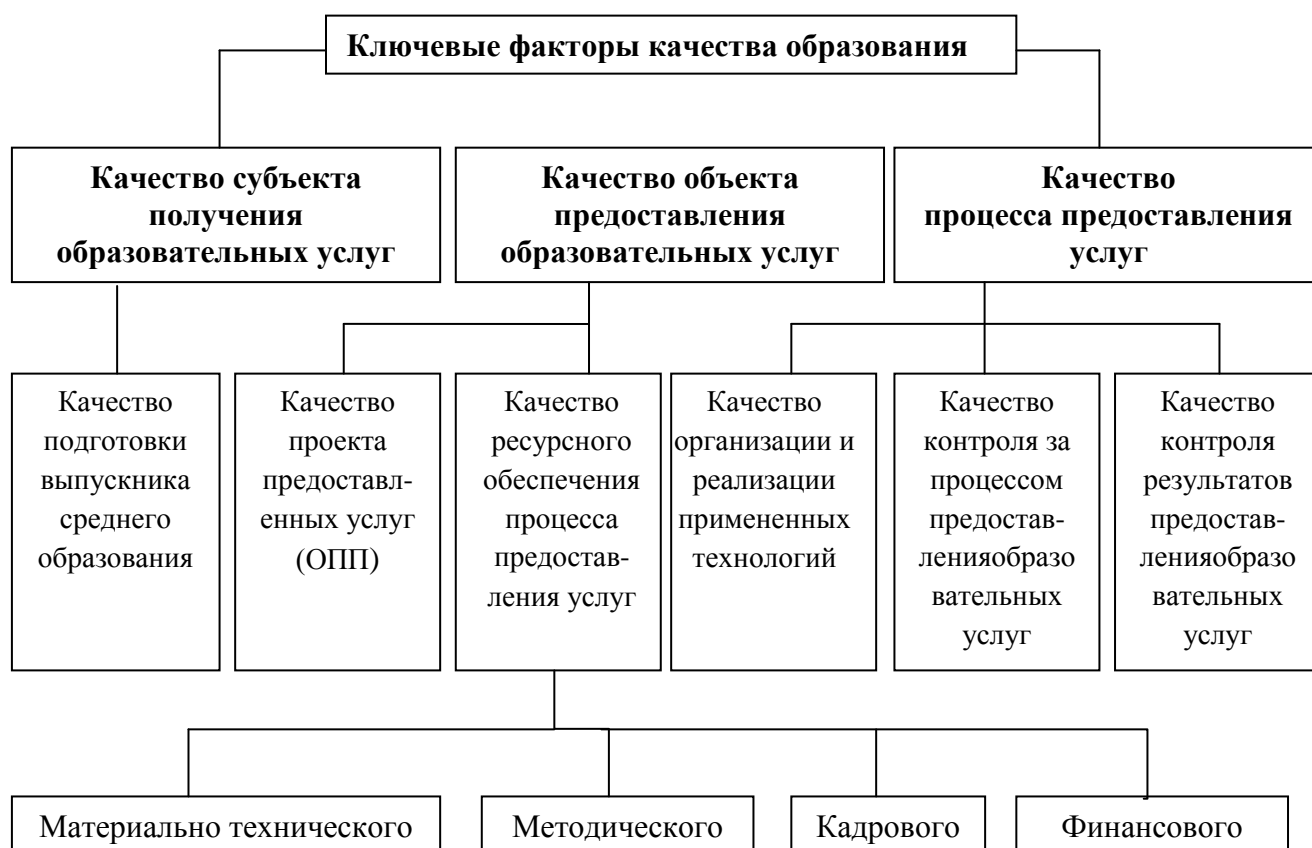 Ключевые факторы качества образования
Качество субъекта
получения
образовательных услуг
Качество объекта
предоставления
образовательных услуг
Качество
процесса предоставления
услуг
Качество
подготовки
выпускника
среднего
образования
Качество
проекта
предоставл-
енных услуг
(ОПП)
Качество
ресурсного
обеспечения
процесса
предостав-
ления услуг
Качество
организации и
реализации
примененных
технологий
Качество
контроля за
процессом
предостав-
ленияобразо
вательных
услуг
Качество
контроля
результатов
предостав-
ленияобразо
вательных
услуг
Материально технического
Методического
Кадрового
Финансового